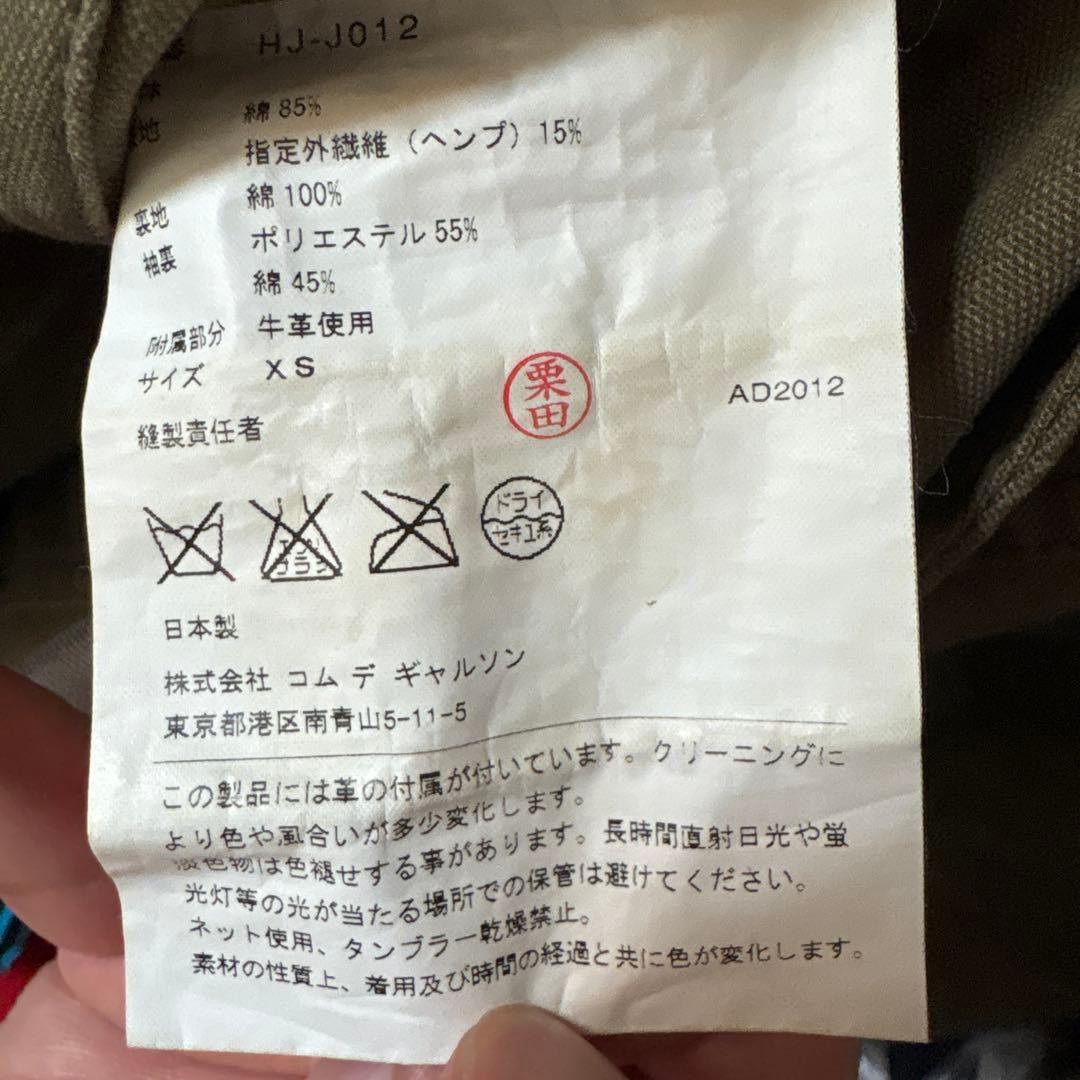 HJ-J012
綿 85%
指定外繊維（ヘンプ）15%
綿 100%
裏地
ポリエステル 55%
袖裏
綿 45%
附属部分 牛革使用
サイズ XS
縫製責任者 栗田 AD2012
エンソ
サラシ
ドライ
セキユ系
日本製
株式会社 コム デ ギャルソン
東京都港区南青山5-11-5
この製品には革の付属が付いています。クリーニングに
より色や風合いが多少変化します。
淡色物は色褪せする事があります。長時間直射日光や蛍
光灯等の光が当たる場所での保管は避けてください。
ネット使用、タンブラー乾燥禁止。
素材の性質上、着用及び時間の経過と共に色が変化します。